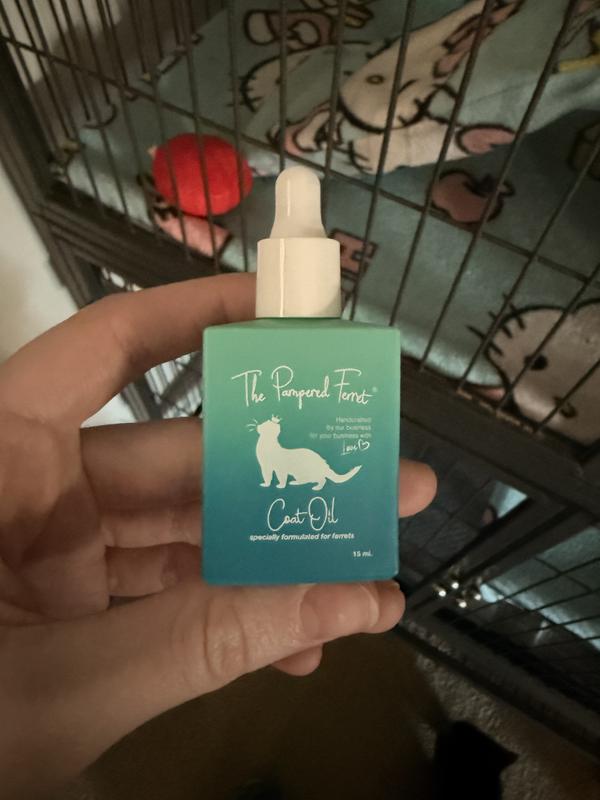 The Pampered Ferret®
Handcrafted
By our business
for your business with
Love
Coat Oil
specially formulated for ferrets
15 ml.